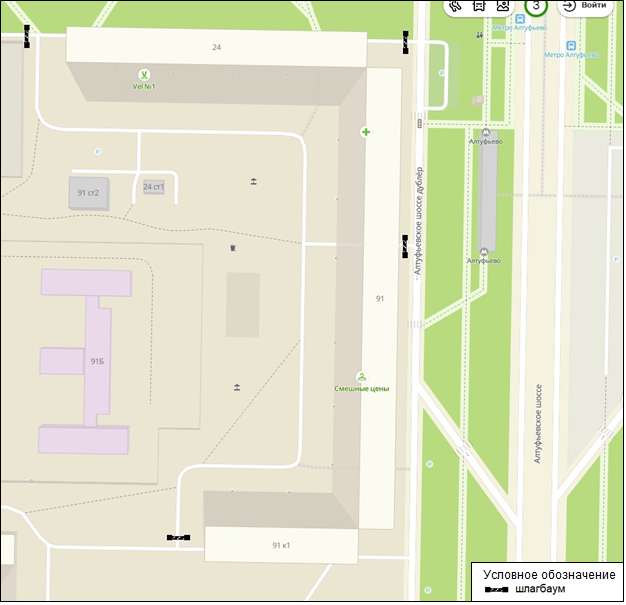 3
Войти
Метро Алтуфьево
Метро Алтуфьево
24
Vel №1
Алтуфьево
91 ст2
24 ст1
← Алтуфьевское шоссе дублёр
Алтуфьево
91
91Б
Смешные цены
Алтуфьевское шоссе
91 к1
Условное обозначение
шлагбаум